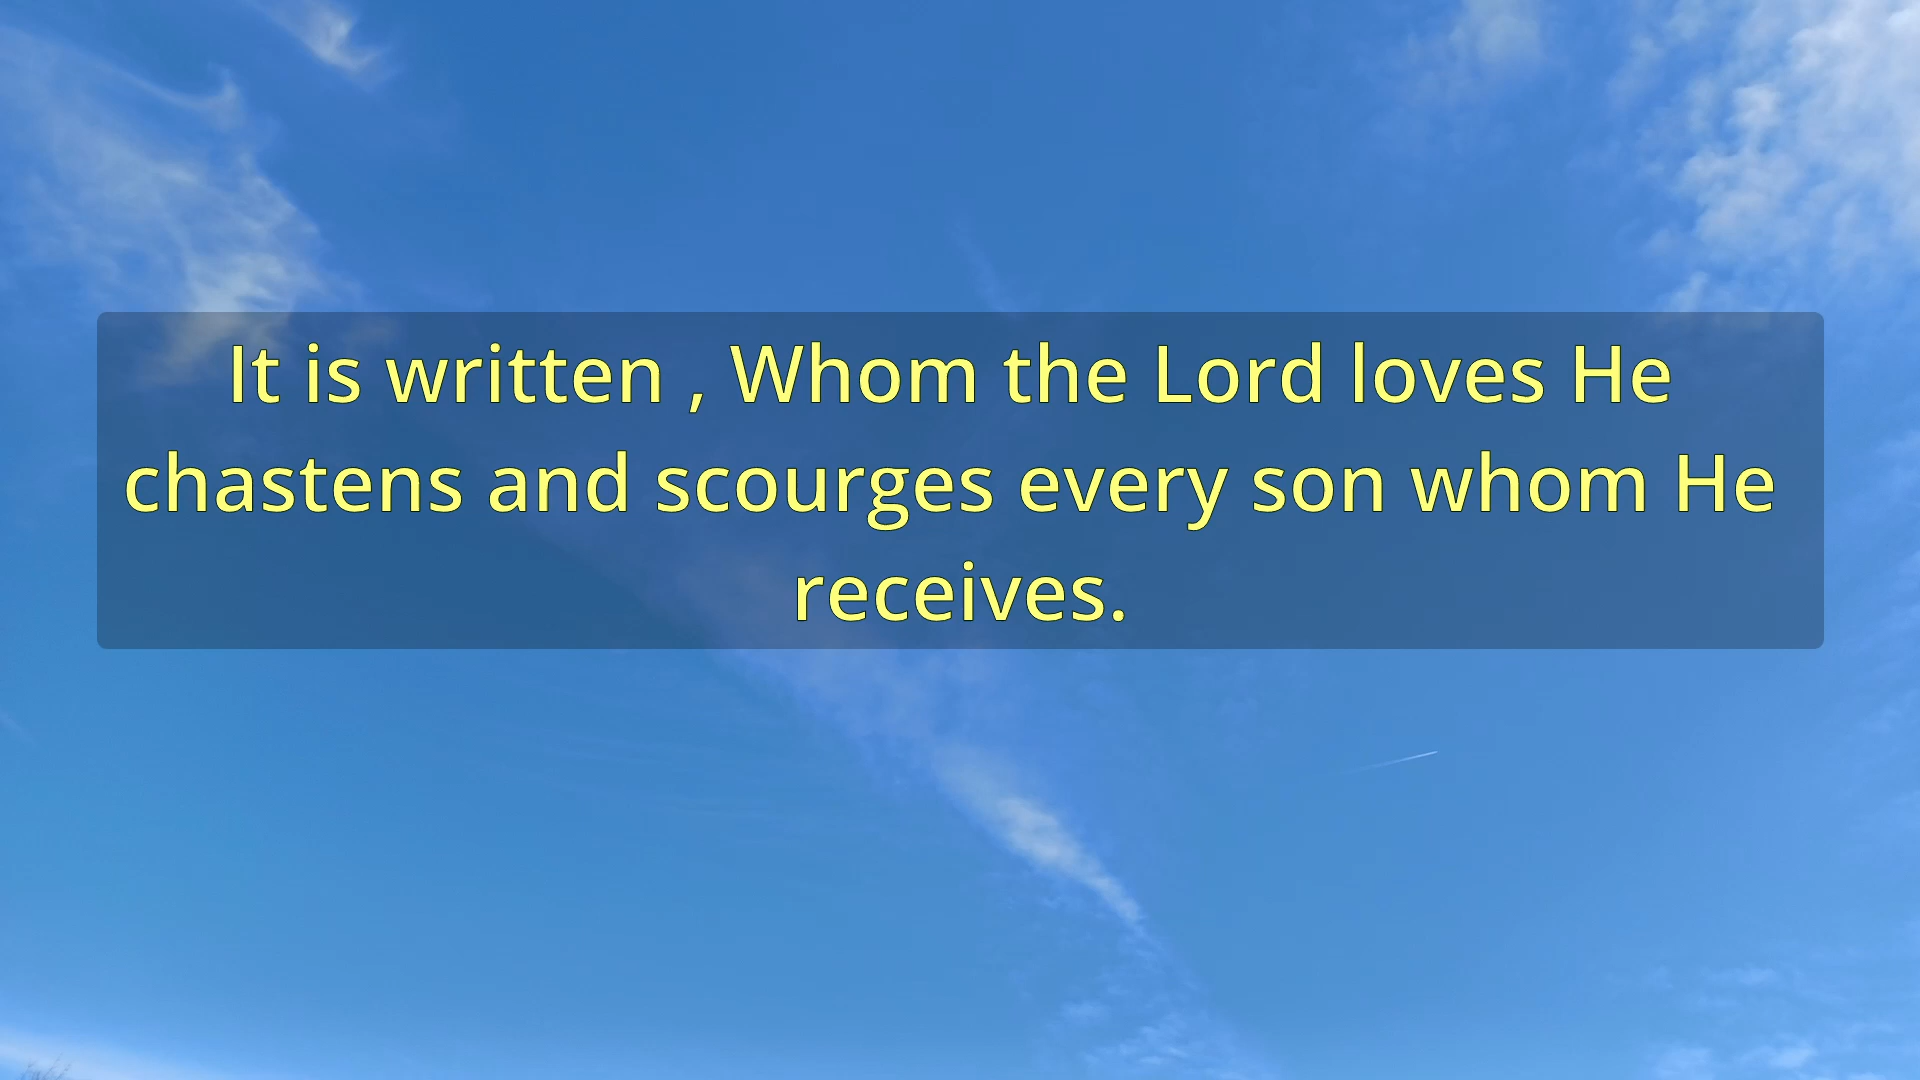 It is written , Whom the Lord loves He
chastens and scourges every son whom He
receives.